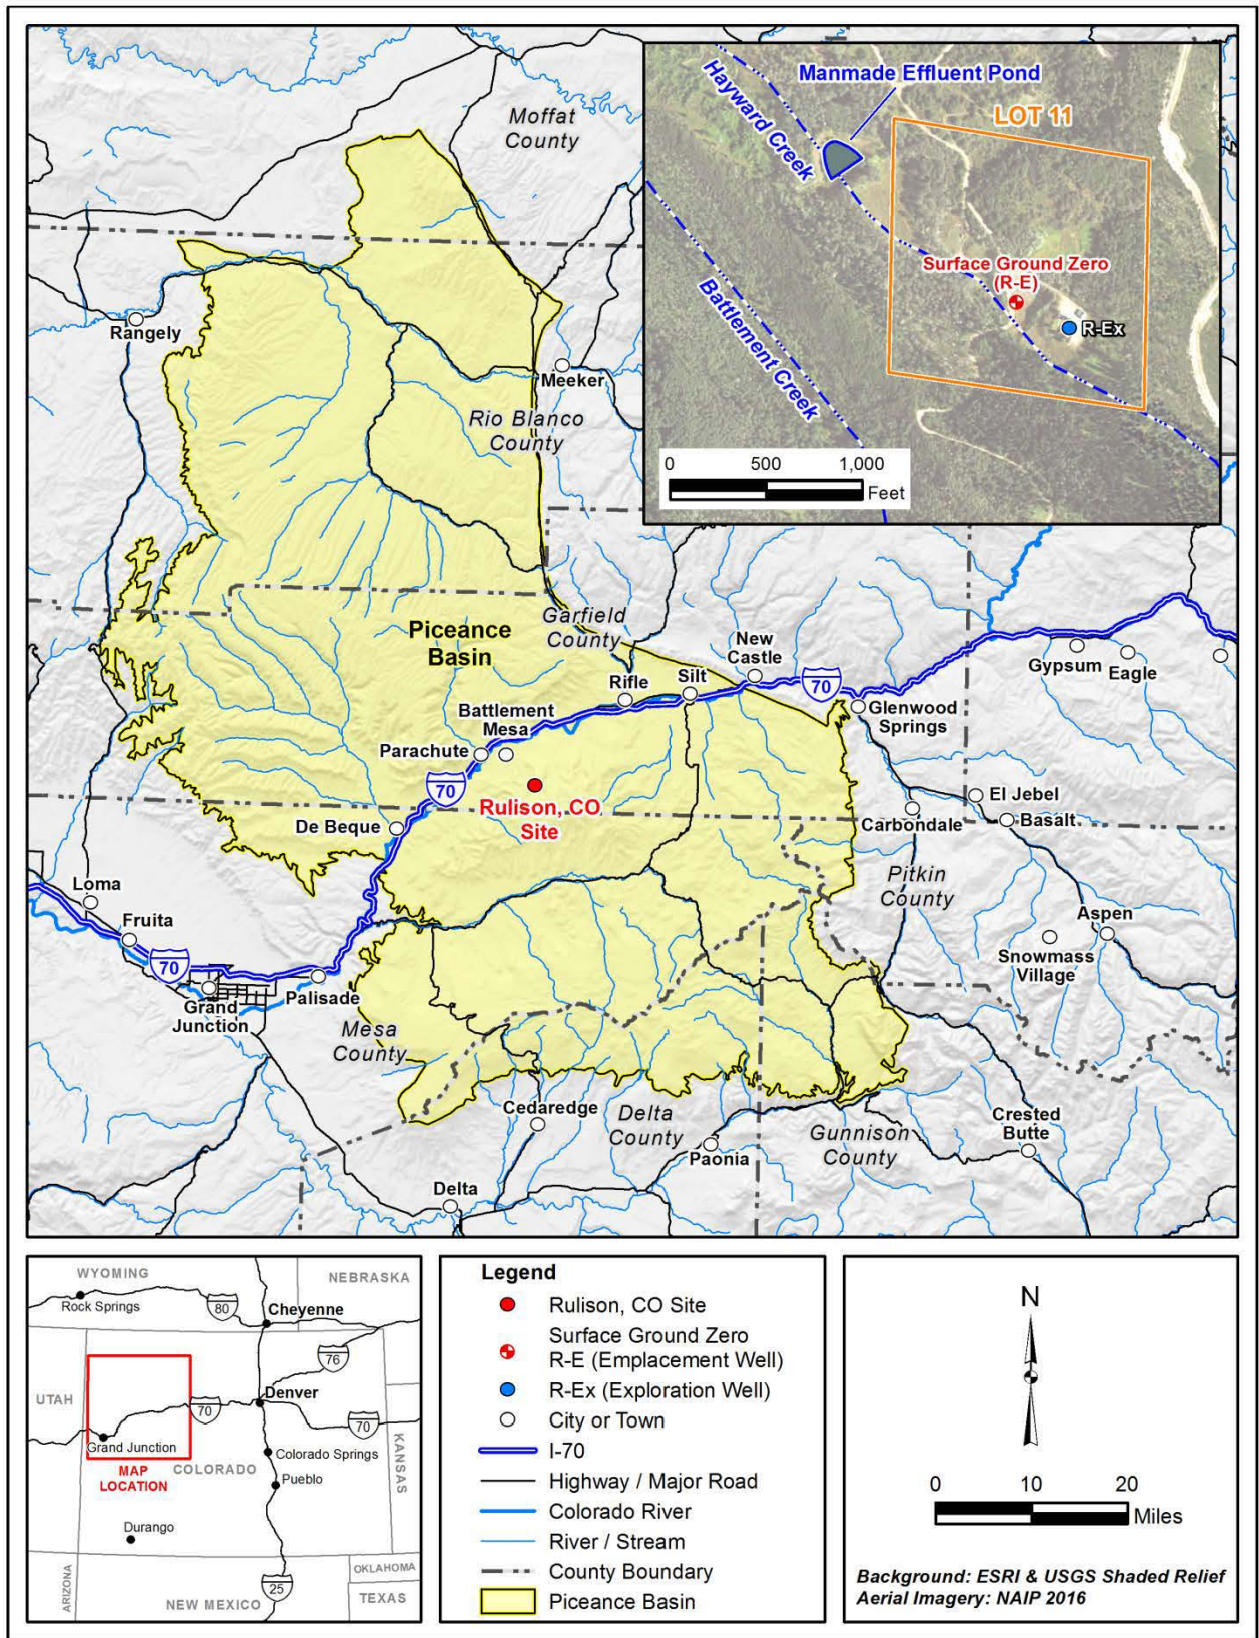 Moffat
County
Hayward Creek
Manmade Effluent Pond
LOT 11
Surface Ground Zero
(R-E)
R-Ex
Battlement Creek
0 500 1,000
Feet
Rangely
Meeker
Rio Blanco
County
Piceance
Basin
Garfield
County
New
Castle
Rifle
Silt
70
Gypsum
Eagle
Glenwood
Springs
Battlement
Mesa
Parachute
70
Rulison, CO
Site
De Beque
El Jebel
Carbondale
Basalt
Loma
Fruita
Pitkin
County
Aspen
Snowmass
Village
70
Grand
Junction
Palisade
Mesa
County
Cedaredge
Delta
County
Paonia
Gunnison
County
Crested
Butte
Delta
WYOMING
NEBRASKA
Rock Springs
80
Cheyenne
76
UTAH
Denver
70
70
Grand Junction
MAP
LOCATION
COLORADO
Colorado Springs
Pueblo
KANSAS
Durango
ARIZONA
NEW MEXICO
25
OKLAHOMA
TEXAS
Legend
Rulison, CO Site
Surface Ground Zero
R-E (Emplacement Well)
R-Ex (Exploration Well)
City or Town
I-70
Highway / Major Road
Colorado River
River / Stream
County Boundary
Piceance Basin
N
0 10 20
Miles
Background: ESRI & USGS Shaded Relief
Aerial Imagery: NAIP 2016